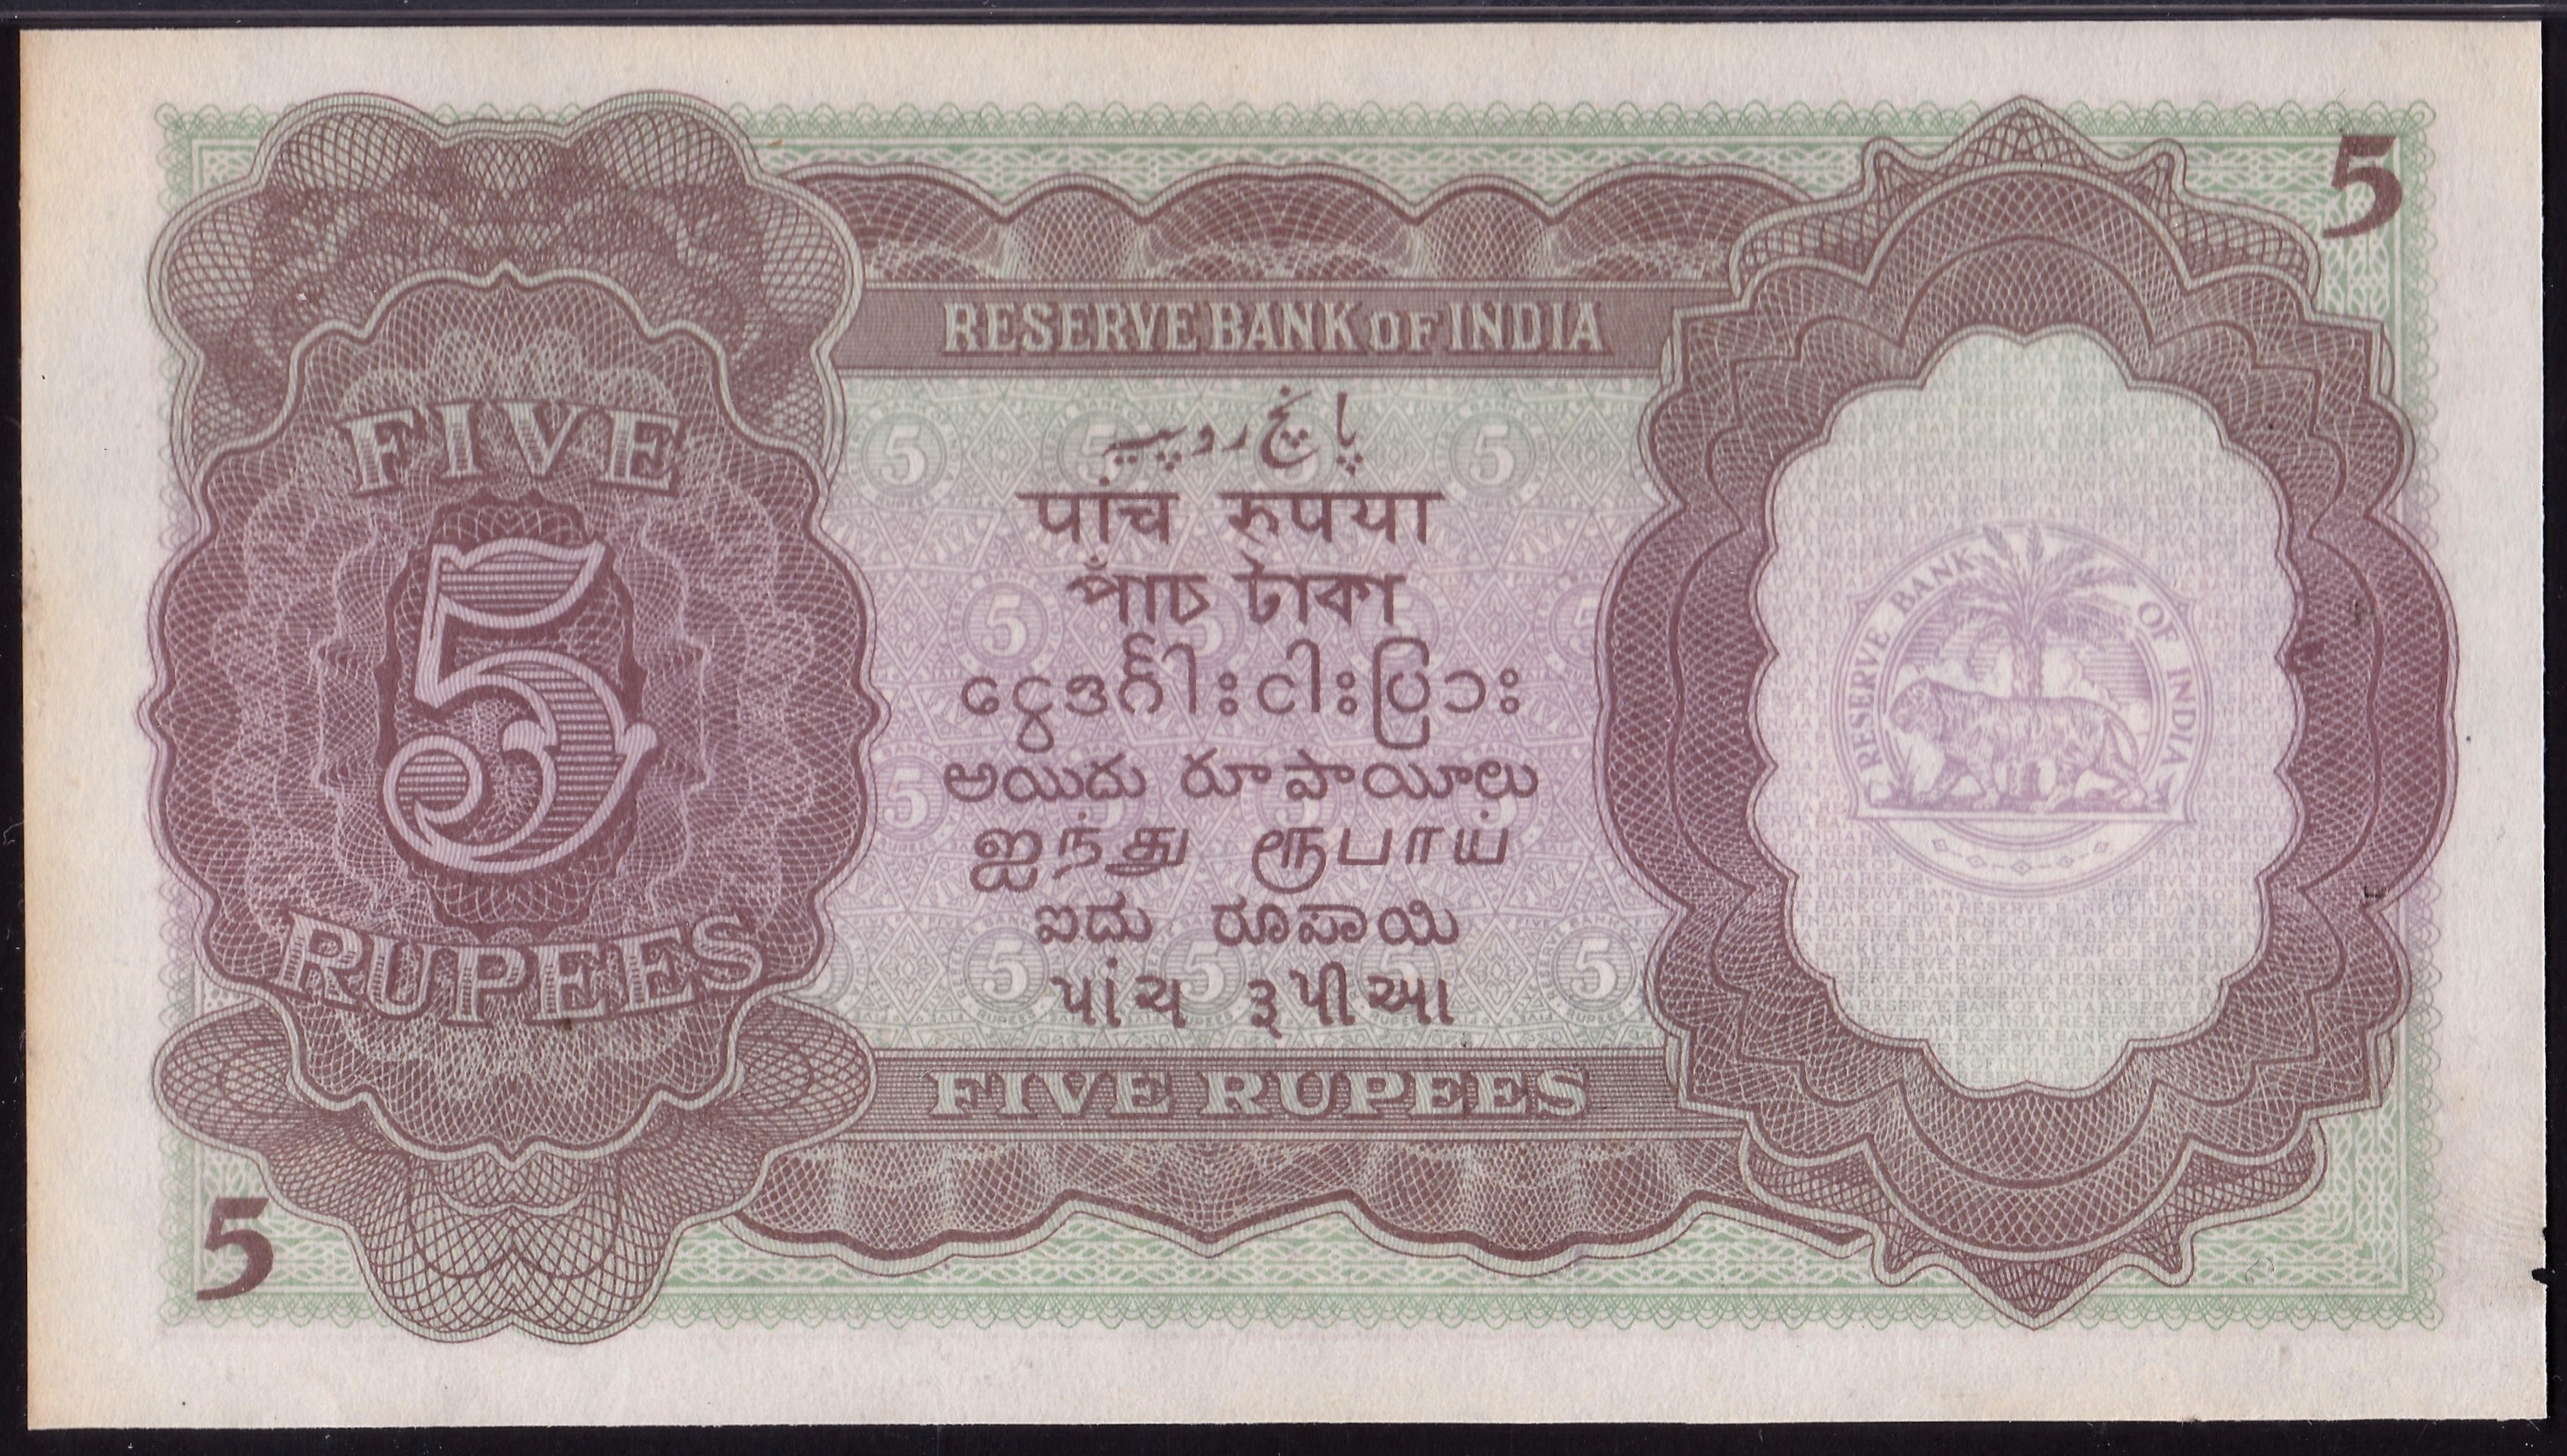 5
RESERVE BANK OF INDIA
FIVE
5
RUPEES
پانچ روپیہ
पांच रुपया
পাঁচ টাকা
ငွေဒင်္ဂါးငါးပြား
అయిదు రూపాయీలు
ஐந்து ரூபாய்
ಐದು ರೂಪಾಯಿ
પાંચ રૂપીઆ
RESERVE BANK OF INDIA
FIVE RUPEES
5